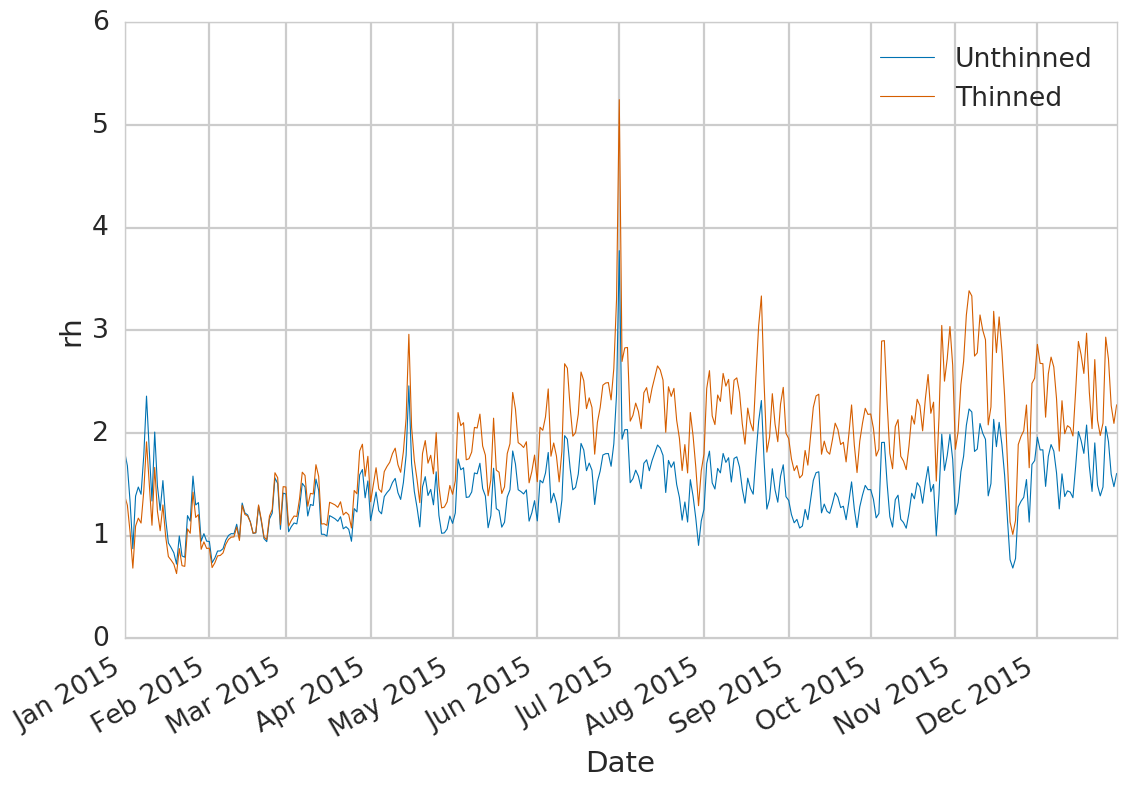 6
5
4
3
2
1
0
rh
Unthinned
Thinned
Jan 2015
Feb 2015
Mar 2015
Apr 2015
May 2015
Jun 2015
Jul 2015
Aug 2015
Sep 2015
Oct 2015
Nov 2015
Dec 2015
Date